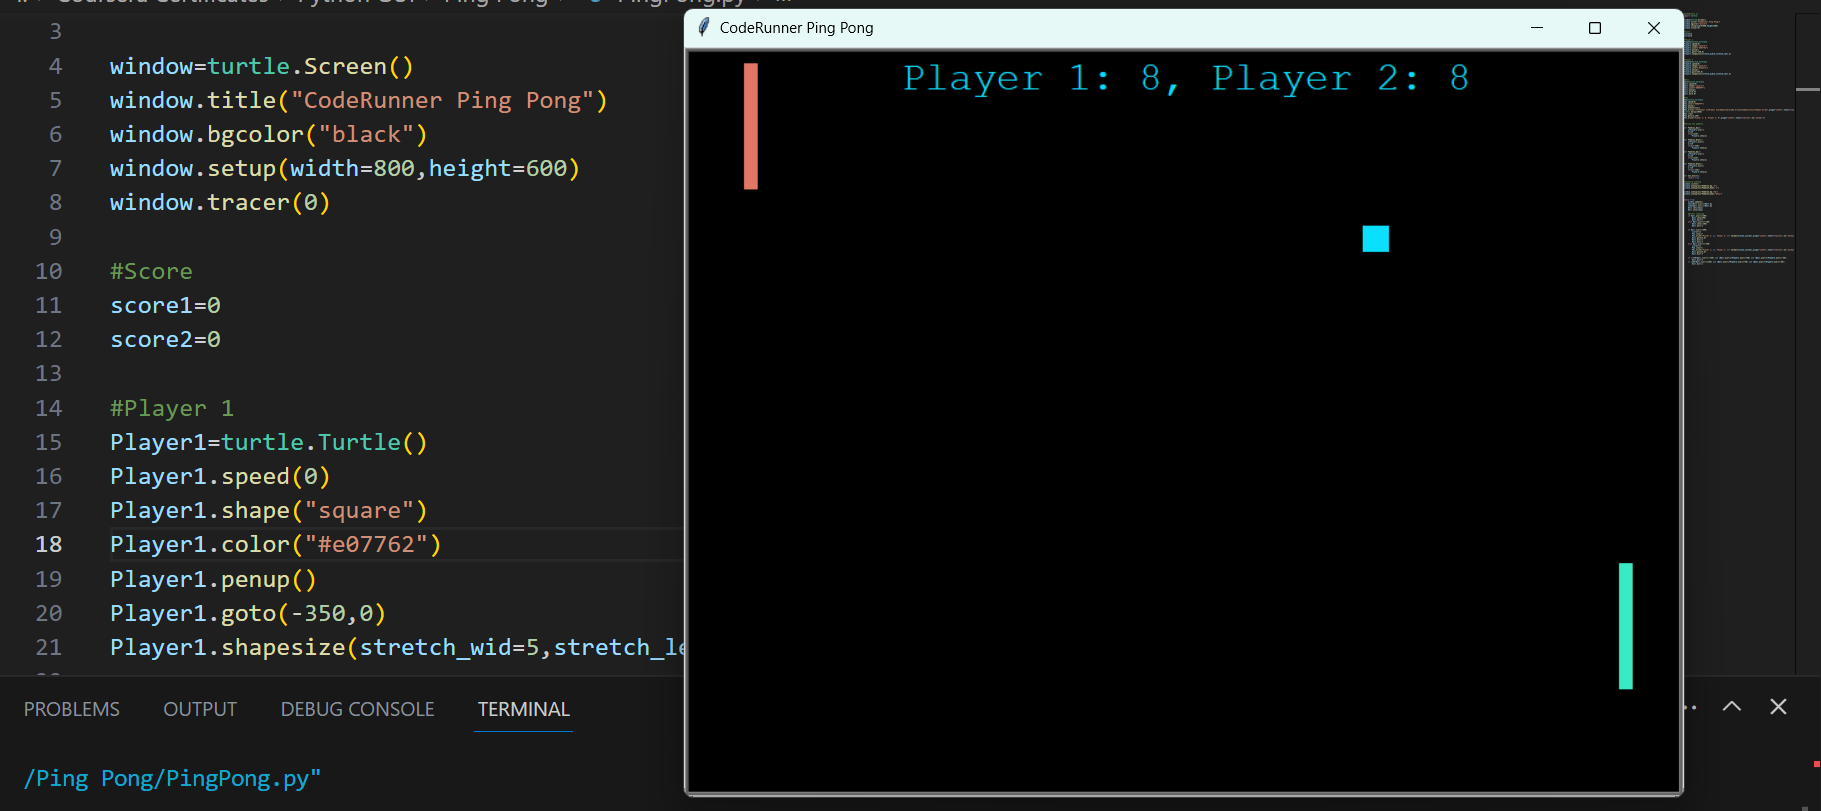 3
4 window=turtle.Screen()
5 window.title("CodeRunner Ping Pong")
6 window.bgcolor("black")
7 window.setup(width=800,height=600)
8 window.tracer(0)
9
10 #Score
11 score1=0
12 score2=0
13
14 #Player 1
15 Player1=turtle.Turtle()
16 Player1.speed(0)
17 Player1.shape("square")
18 Player1.color("#e07762")
19 Player1.penup()
20 Player1.goto(-350,0)
21 Player1.shapesize(stretch_wid=5,stretch_le
CodeRunner Ping Pong
Player 1: 8, Player 2: 8
PROBLEMS OUTPUT DEBUG CONSOLE TERMINAL
/Ping Pong/PingPong.py"